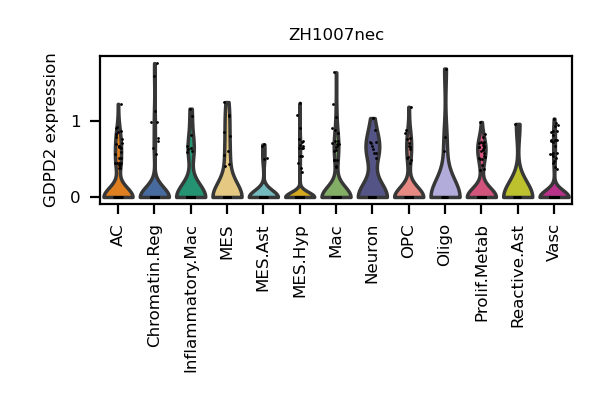 ZH1007nec
GDPD2 expression
1
0
AC
Chromatin.Reg
Inflammatory.Mac
MES
MES.Ast
MES.Hyp
Mac
Neuron
OPC
Oligo
Prolif.Metab
Reactive.Ast
Vasc